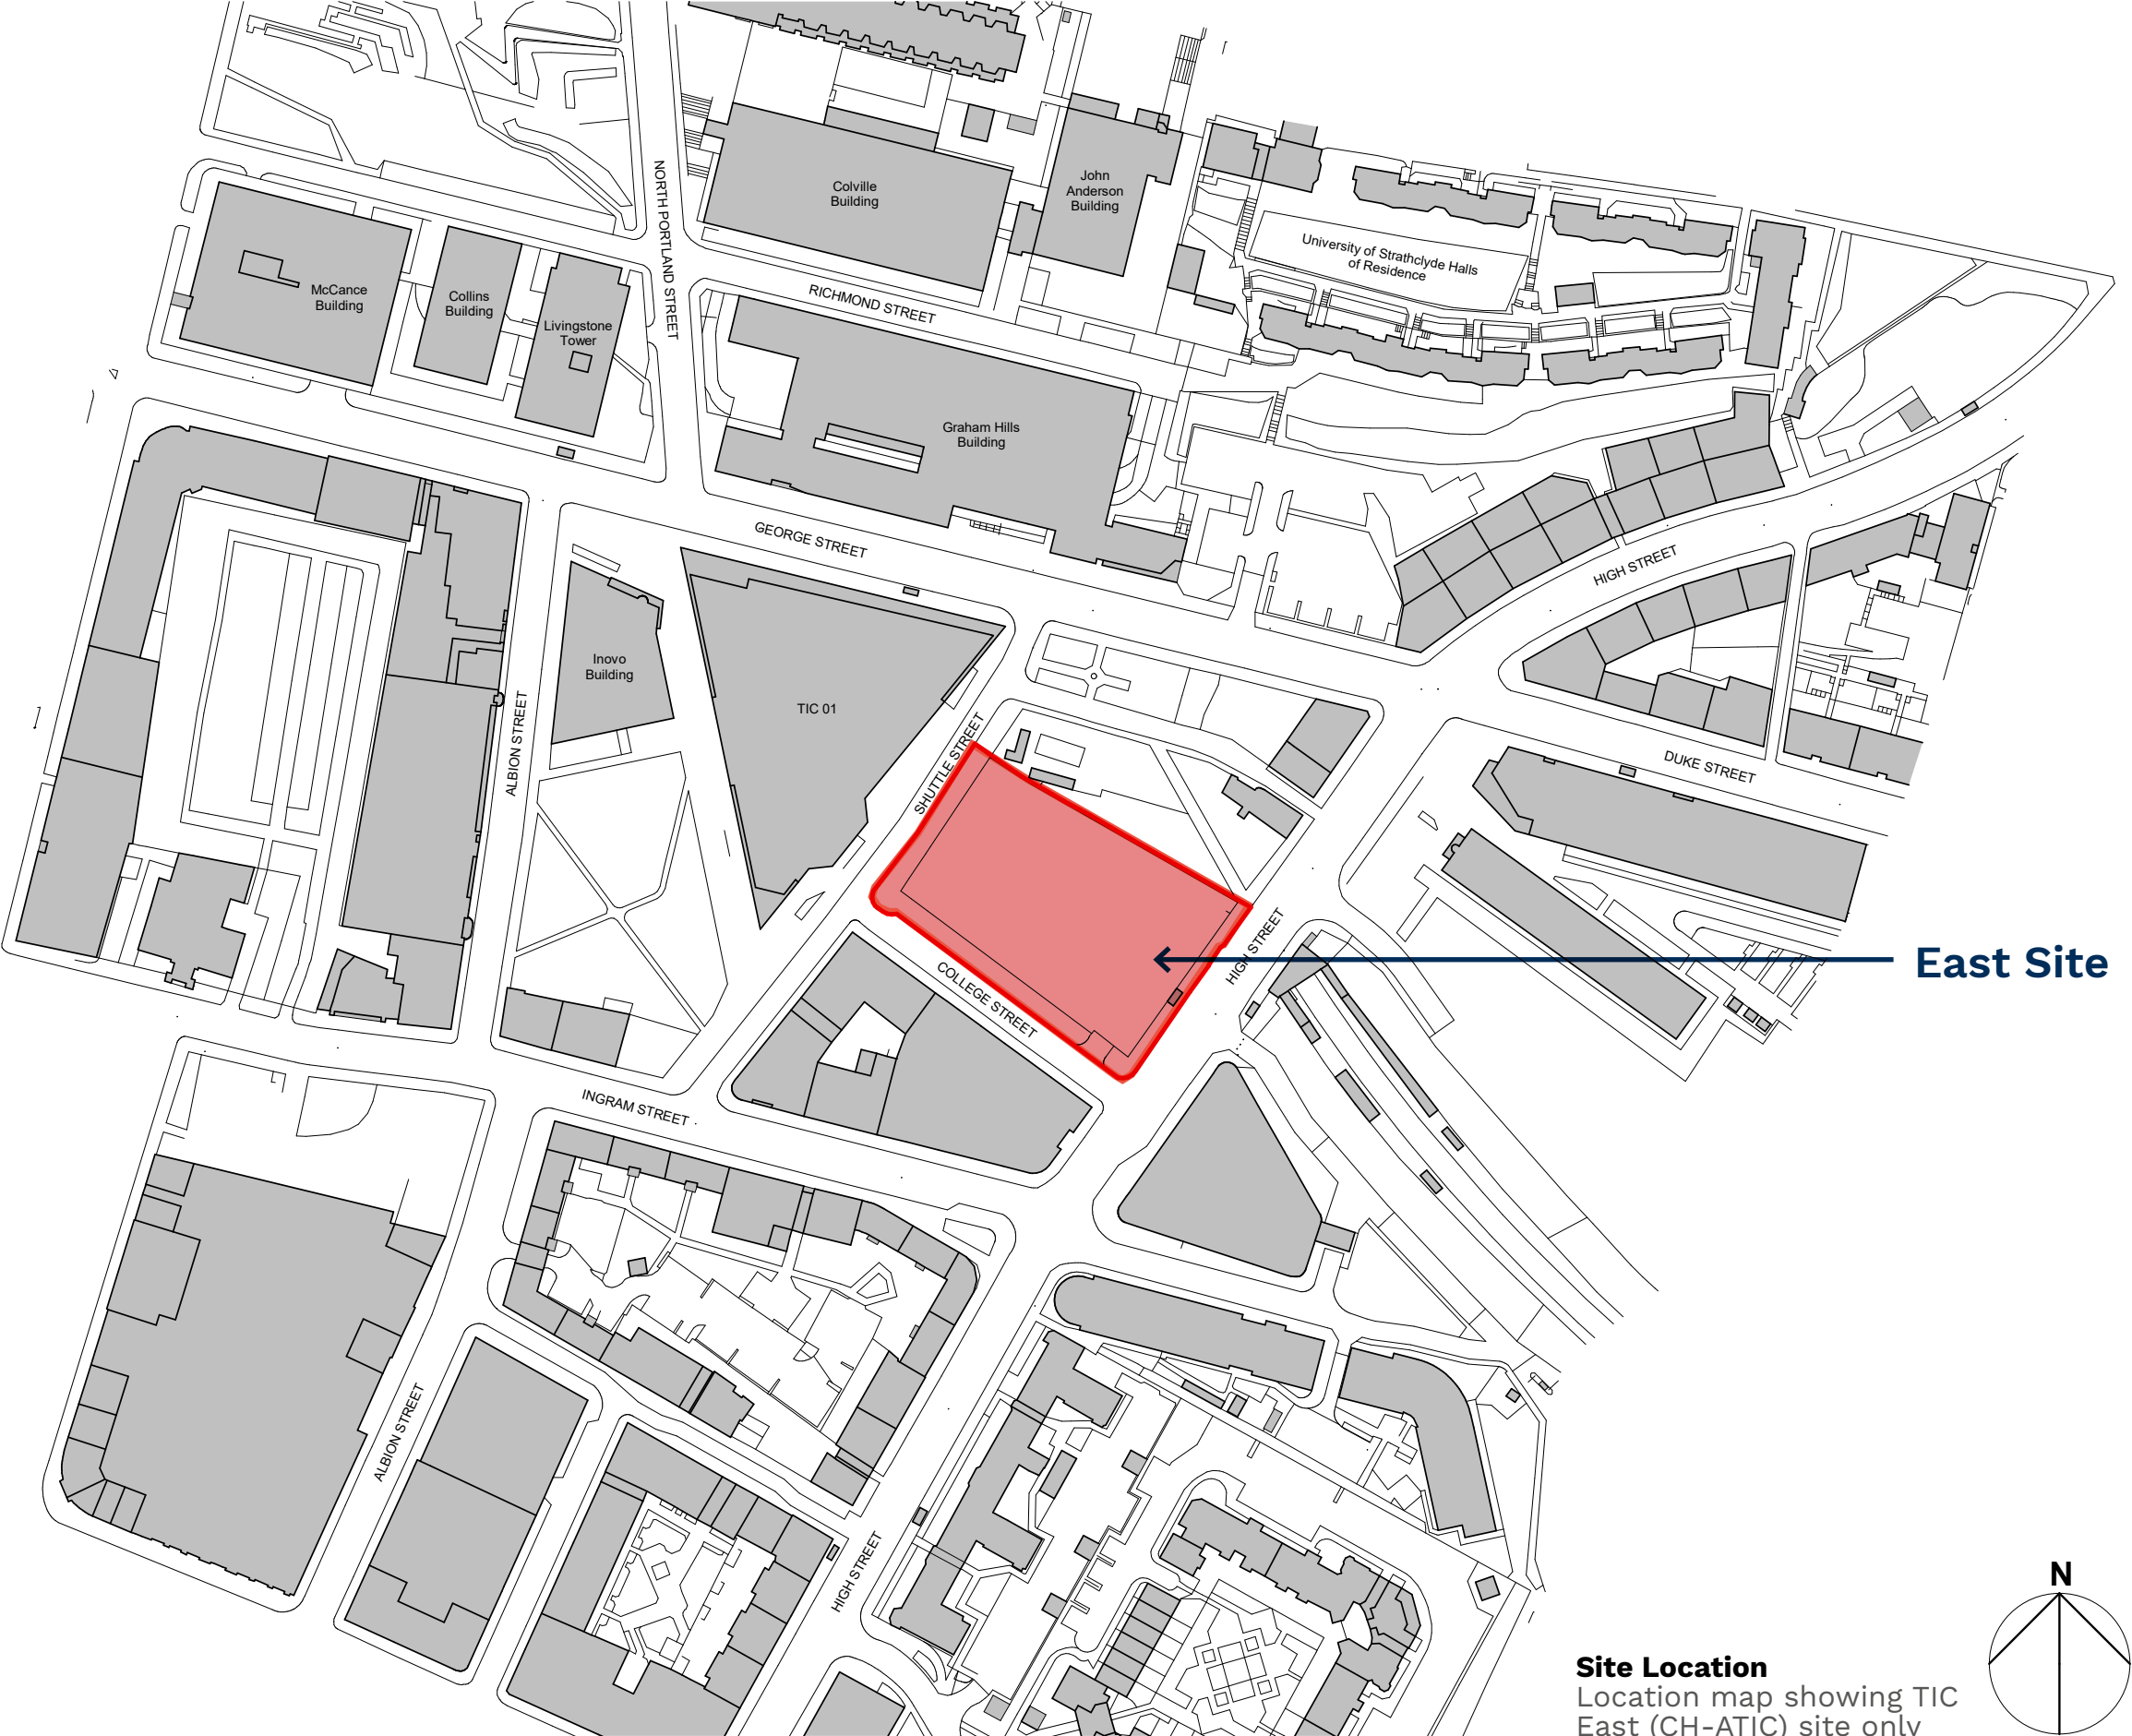 Colville
Building
John
Anderson
Building
NORTH PORTLAND STREET
University of Strathclyde Halls
of Residence
McCance
Building
Collins
Building
Livingstone
Tower
RICHMOND STREET
Graham Hills
Building
GEORGE STREET
HIGH STREET
Inovo
Building
TIC 01
ALBION STREET
SHUTTLE STREET
DUKE STREET
HIGH STREET
East Site
COLLEGE STREET
INGRAM STREET
ALBION STREET
HIGH STREET
N
Site Location
Location map showing TIC
East (CH-ATIC) site only